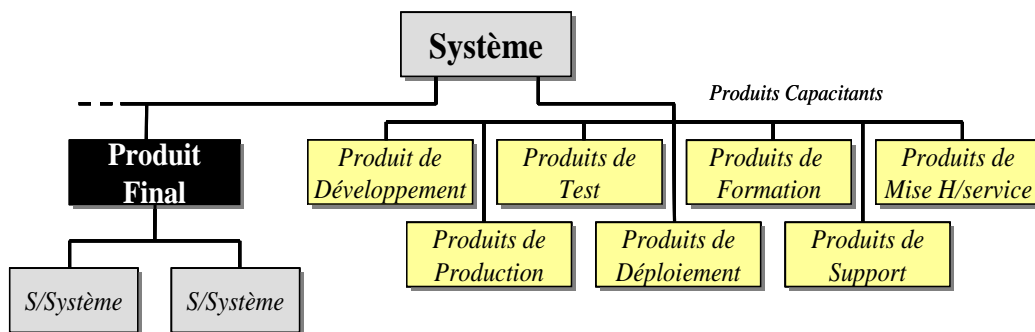 Système
Produits Capacitants
Produit
Final
Produit de
Développement
Produits de
Test
Produits de
Formation
Produits de
Mise H/service
Produits de
Production
Produits de
Déploiement
Produits de
Support
S/Système
S/Système